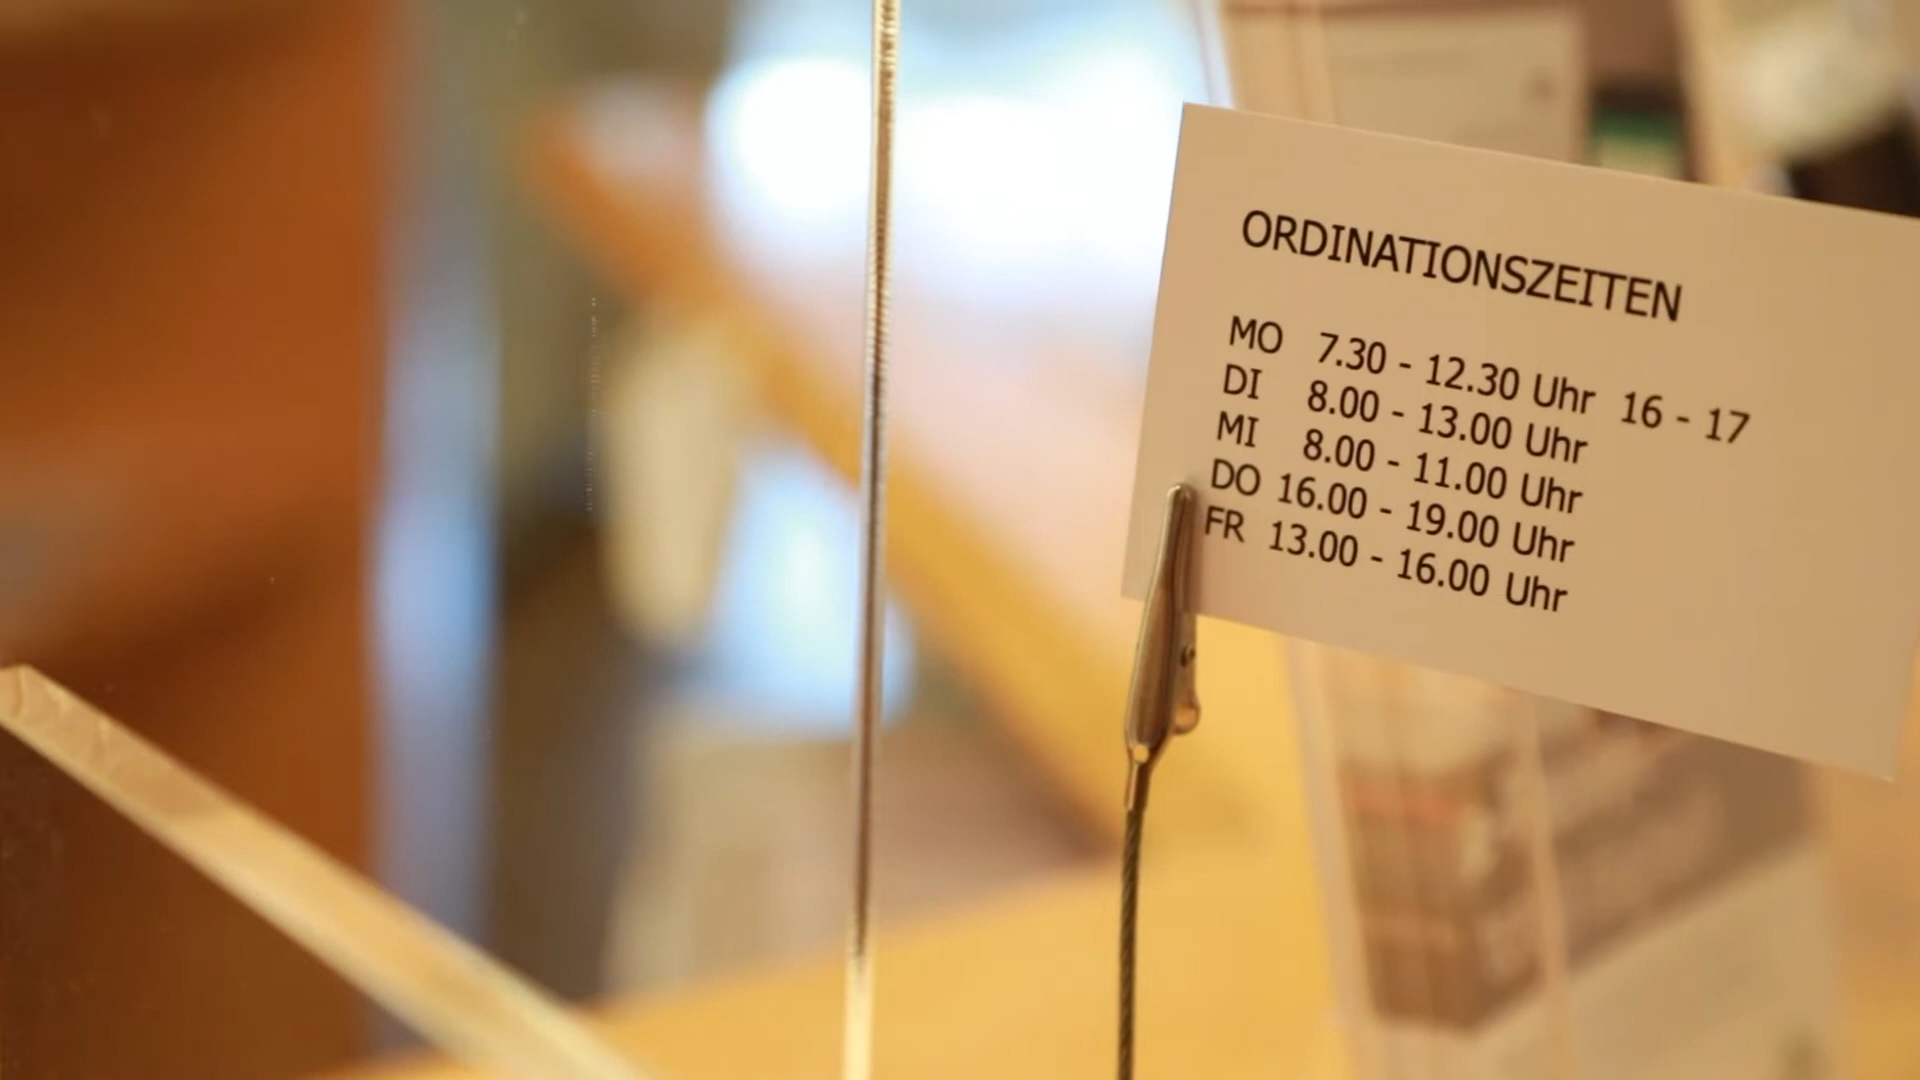 ORDINATIONSZEITEN
MO 7.30 - 12.30 Uhr 16 - 17
DI 8.00 - 13.00 Uhr
MI 8.00 - 11.00 Uhr
DO 16.00 - 19.00 Uhr
FR 13.00 - 16.00 Uhr